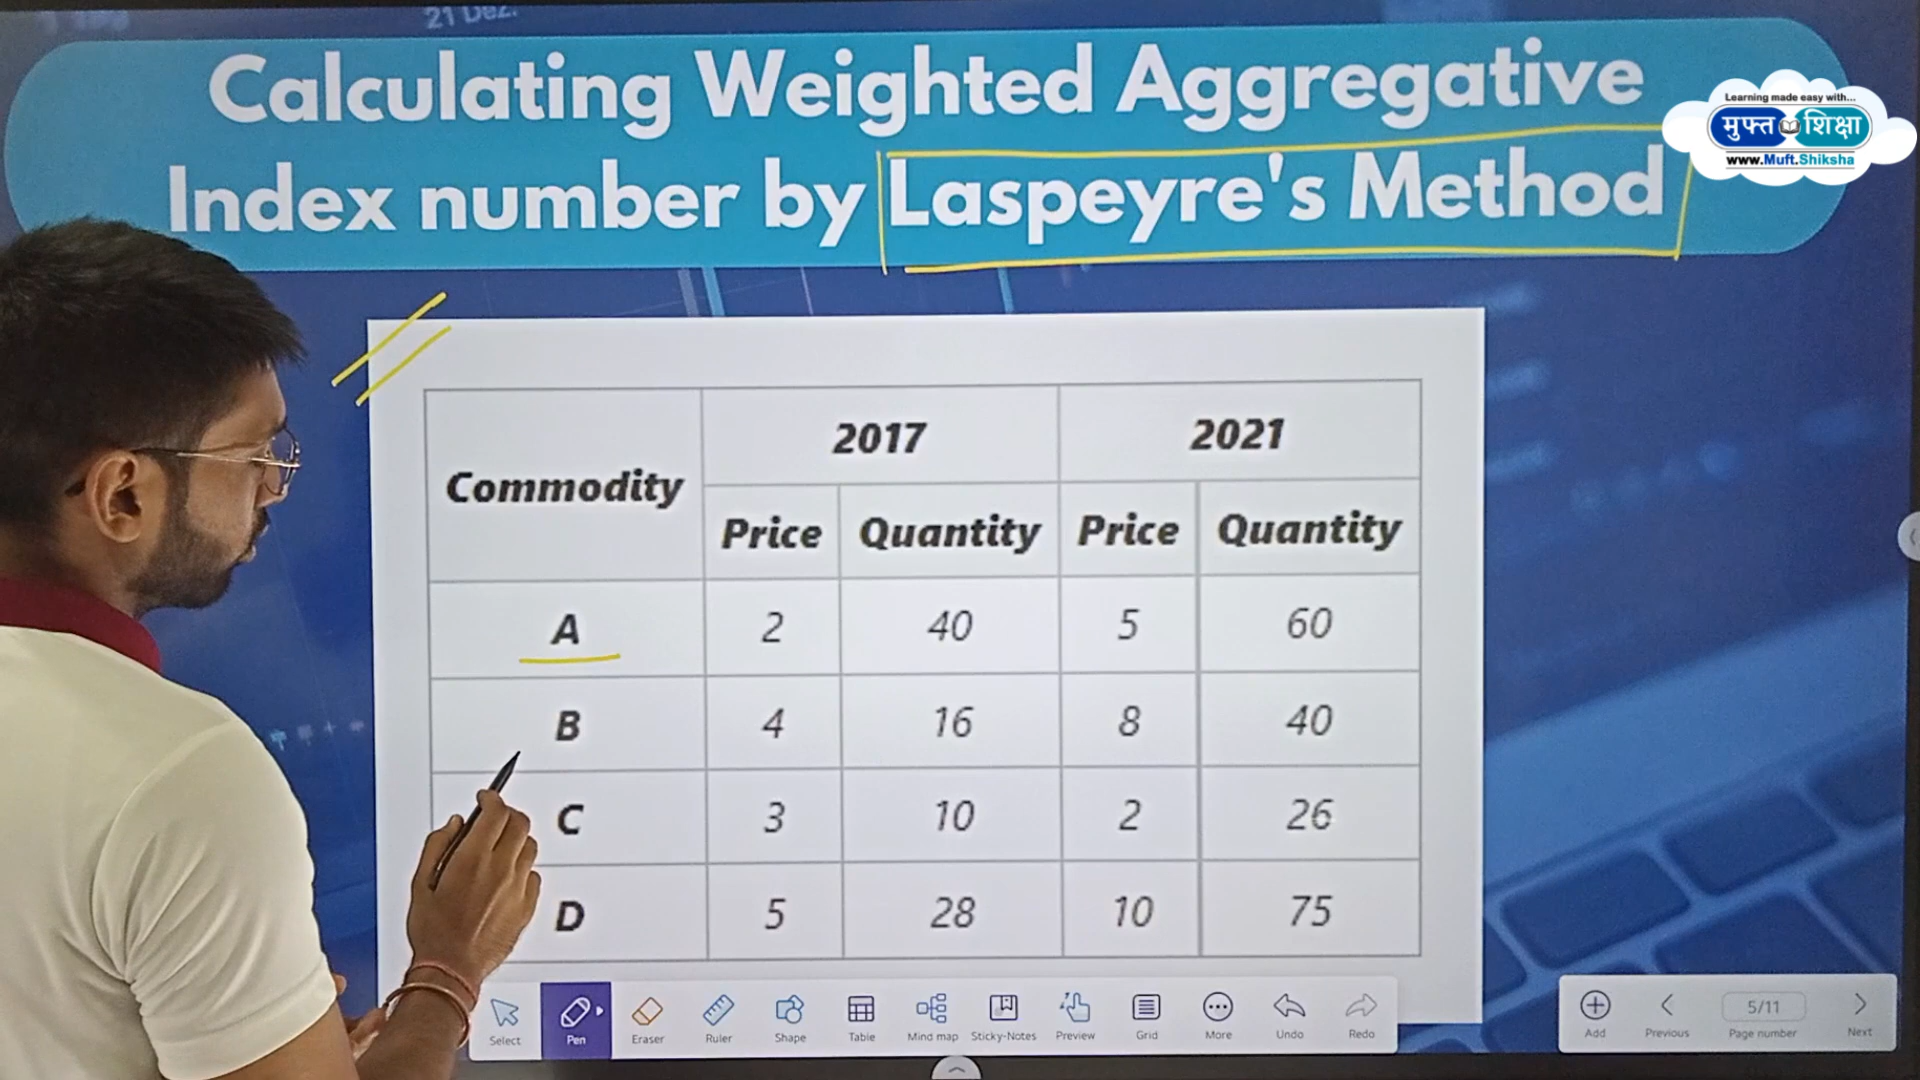 21 Dez.
Calculating Weighted Aggregative
Index number by Laspeyre's Method
Learning made easy with...
मुफ्त शिक्षा
www.Muft.Shiksha
Commodity 2017 2021
Price Quantity Price Quantity
A 2 40 5 60
B 4 16 8 40
C 3 10 2 26
D 5 28 10 75
Select Pen Eraser Ruler Shape Table Mind map Sticky-Notes Preview Grid More Undo Redo
5/11
Add Previous Page number Next